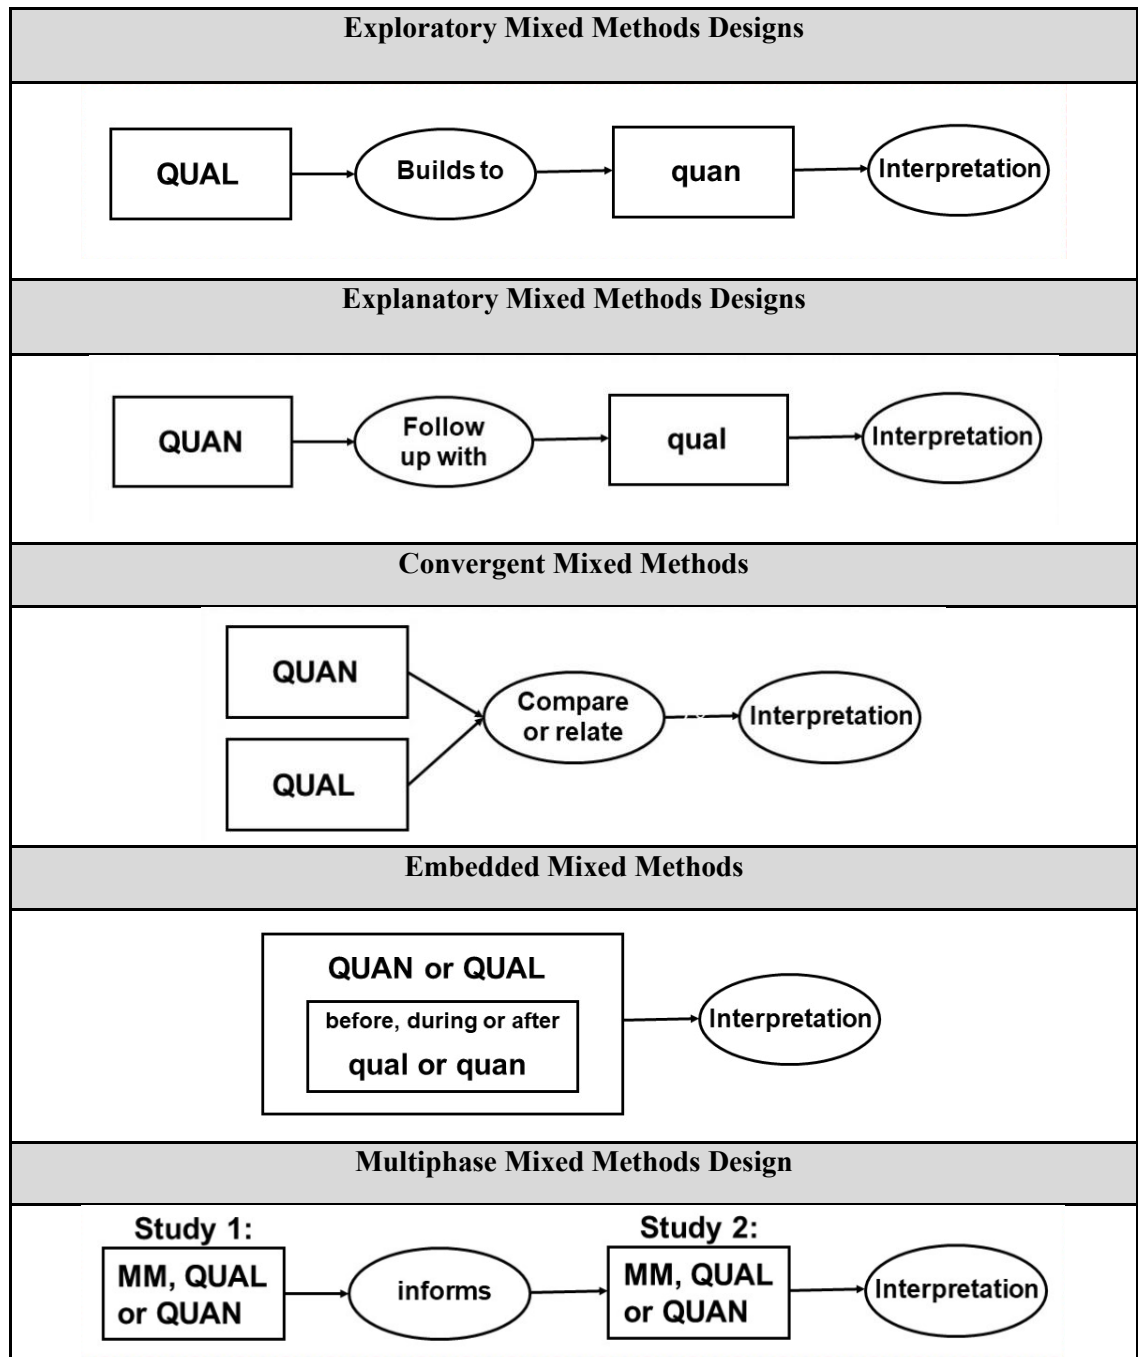 Exploratory Mixed Methods Designs
QUAL
Builds to
quan
Interpretation
Explanatory Mixed Methods Designs
QUAN
Follow
up with
qual
Interpretation
Convergent Mixed Methods
QUAN
QUAL
Compare
or relate
Interpretation
Embedded Mixed Methods
QUAN or QUAL
before, during or after
qual or quan
Interpretation
Multiphase Mixed Methods Design
Study 1:
MM, QUAL
or QUAN
informs
Study 2:
MM, QUAL
or QUAN
Interpretation